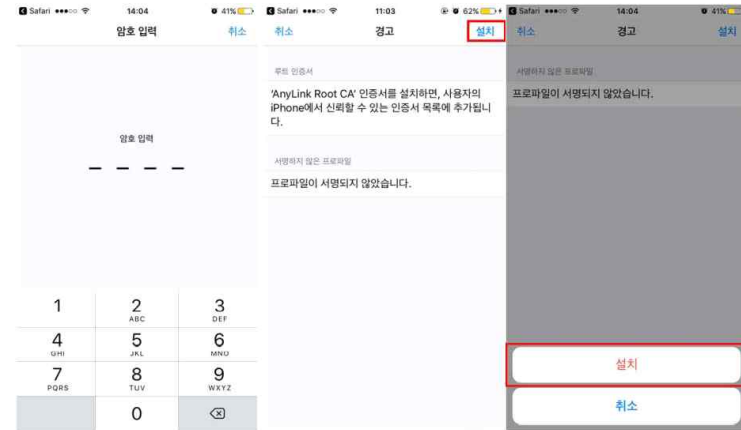 Safari 14:04 41%
암호 입력 취소
암호 입력
1 2 3
ABC DEF
4 5 6
GHI JKL MNO
7 8 9
PQRS TUV WXYZ
0
Safari 11:03 62%
취소 경고 설치
루트 인증서
'AnyLink Root CA' 인증서를 설치하면, 사용자의
iPhone에서 신뢰할 수 있는 인증서 목록에 추가됩니
다.
서명하지 않은 프로파일
프로파일이 서명되지 않았습니다.
Safari 14:04 41%
취소 경고 설치
서명하지 않은 프로파일
프로파일이 서명되지 않았습니다.
설치
취소